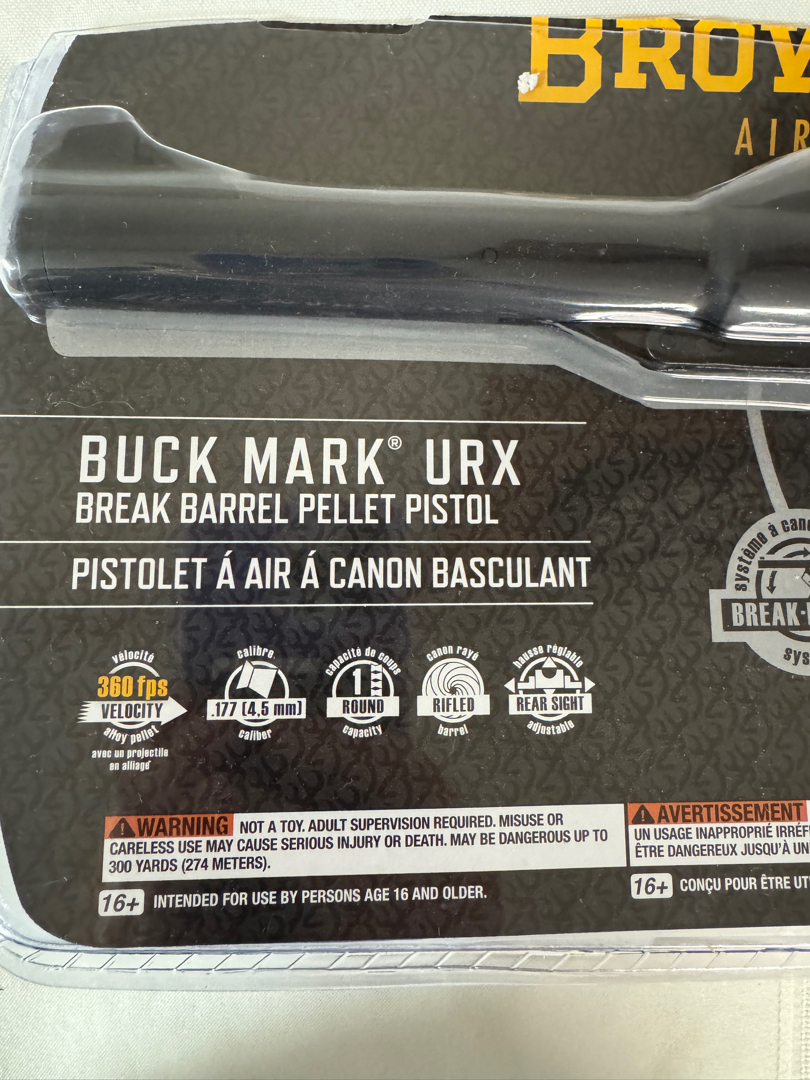 BUCK MARK® URX
BREAK BARREL PELLET PISTOL
PISTOLET Á AIR Á CANON BASCULANT
vélocité
360 fps
VELOCITY
alloy pellet
avec un projectile
en alliage
calibre
.177 (4,5 mm)
caliber
capacité de coups
1
ROUND
capacity
canon rayé
RIFLED
barrel
hausse réglable
REAR SIGHT
adjustable
système à
BREAK-
WARNING NOT A TOY. ADULT SUPERVISION REQUIRED. MISUSE OR
CARELESS USE MAY CAUSE SERIOUS INJURY OR DEATH. MAY BE DANGEROUS UP TO
300 YARDS (274 METERS).
16+ INTENDED FOR USE BY PERSONS AGE 16 AND OLDER.
AVERTISSEMENT
UN USAGE INAPPROPRIÉ
ÊTRE DANGEREUX JUSQU'À
16+ CONÇU POUR ÊTRE